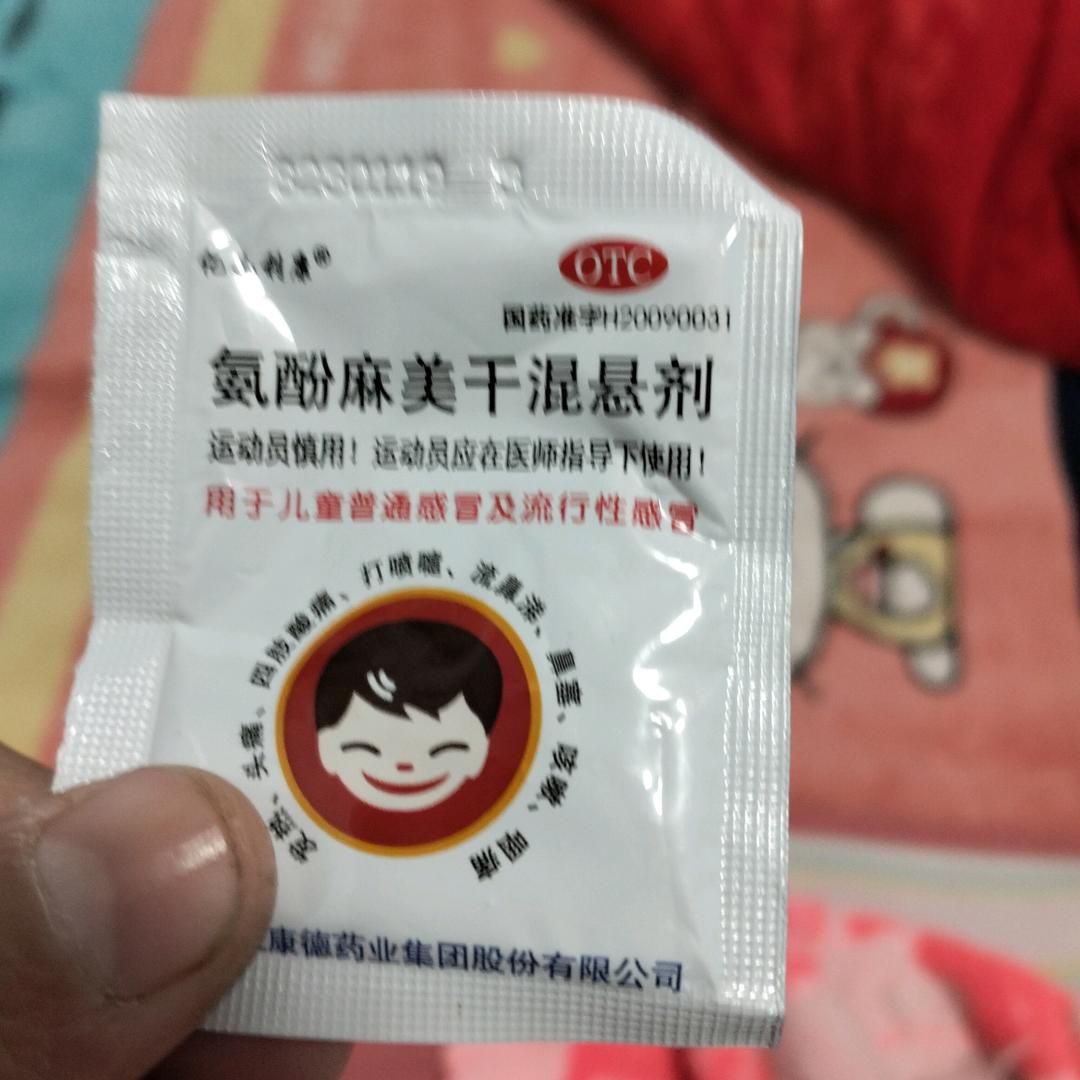 OTC
国药准字H20090031
氨酚麻美干混悬剂
运动员慎用！运动员应在医师指导下使用！
用于儿童普通感冒及流行性感冒
发热、头痛、四肢酸痛、打喷嚏、流鼻涕、鼻塞、咳嗽、咽痛
康德药业集团股份有限公司